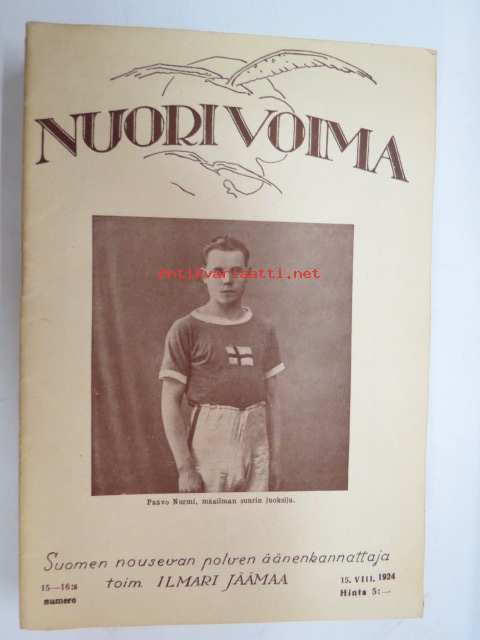 NUORI VOIMA
antikvariaatti.net
Paavo Nurmi, maailman suurin juoksija.
Suomen nousevan polven äänenkannattaja
15—16:s toim. ILMARI JÄÄMAA 15. VIII. 1924
numero Hinta 5:—